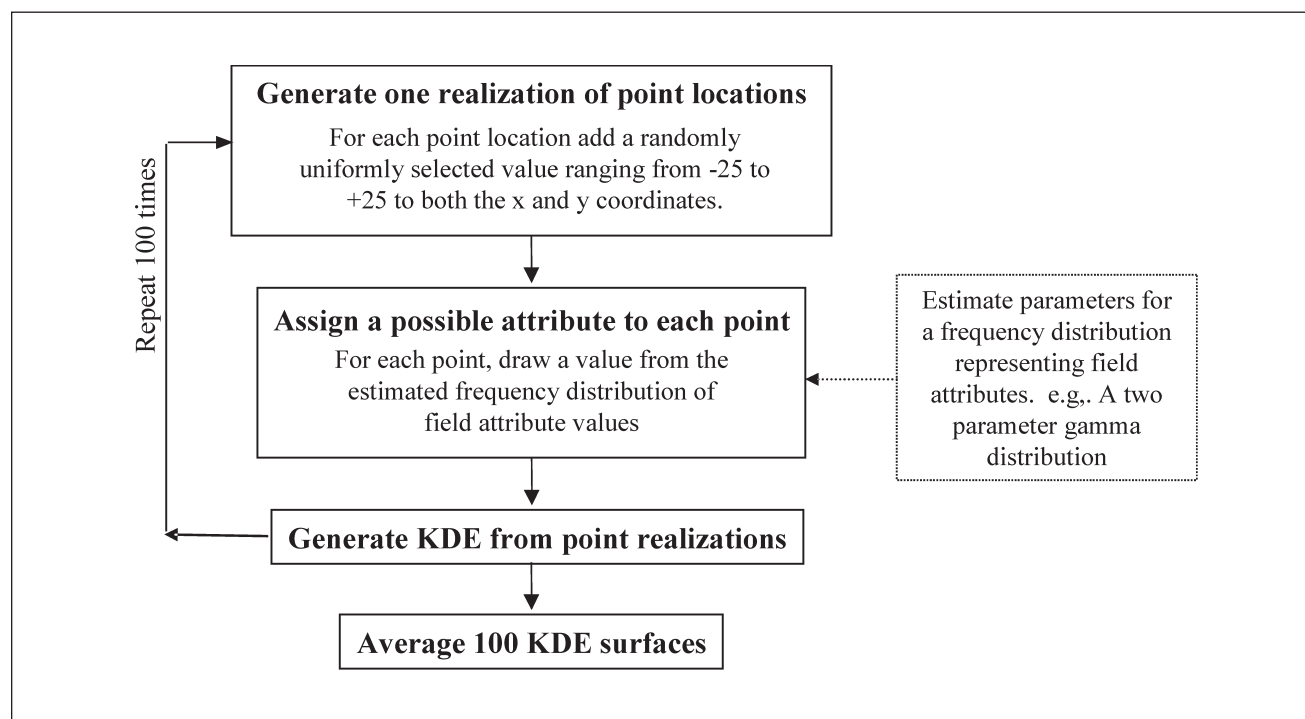 Generate one realization of point locations
For each point location add a randomly
uniformly selected value ranging from -25 to
+25 to both the x and y coordinates.
Repeat 100 times
Assign a possible attribute to each point
For each point, draw a value from the
estimated frequency distribution of
field attribute values
Estimate parameters for
a frequency distribution
representing field
attributes. e.g,. A two
parameter gamma
distribution
Generate KDE from point realizations
Average 100 KDE surfaces